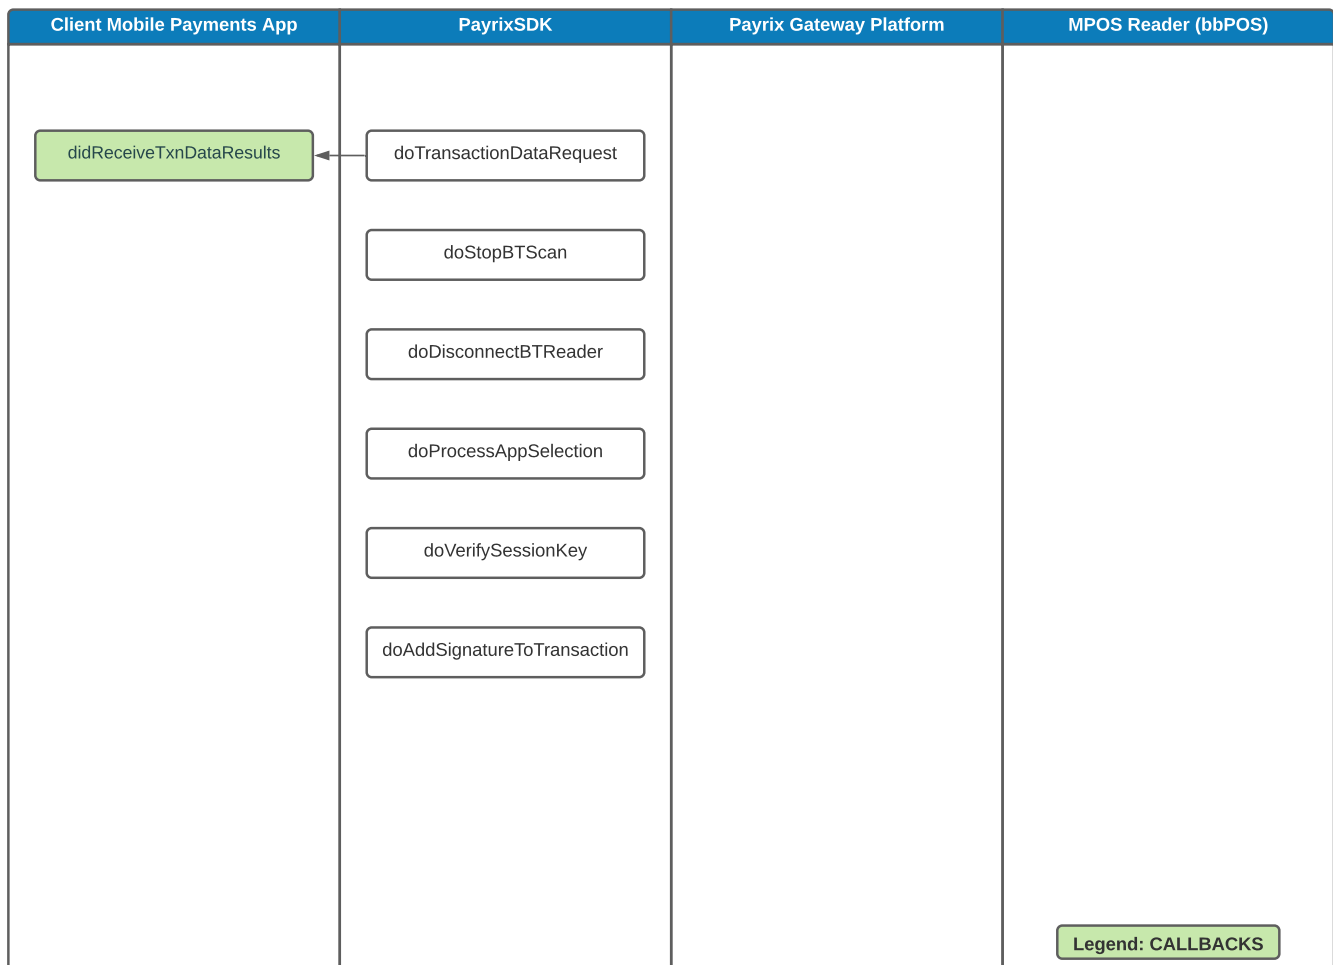 Client Mobile Payments App
PayrixSDK
Payrix Gateway Platform
MPOS Reader (bbPOS)
didReceiveTxnDataResults
doTransactionDataRequest
doStopBTScan
doDisconnectBTReader
doProcessAppSelection
doVerifySessionKey
doAddSignatureToTransaction
Legend: CALLBACKS